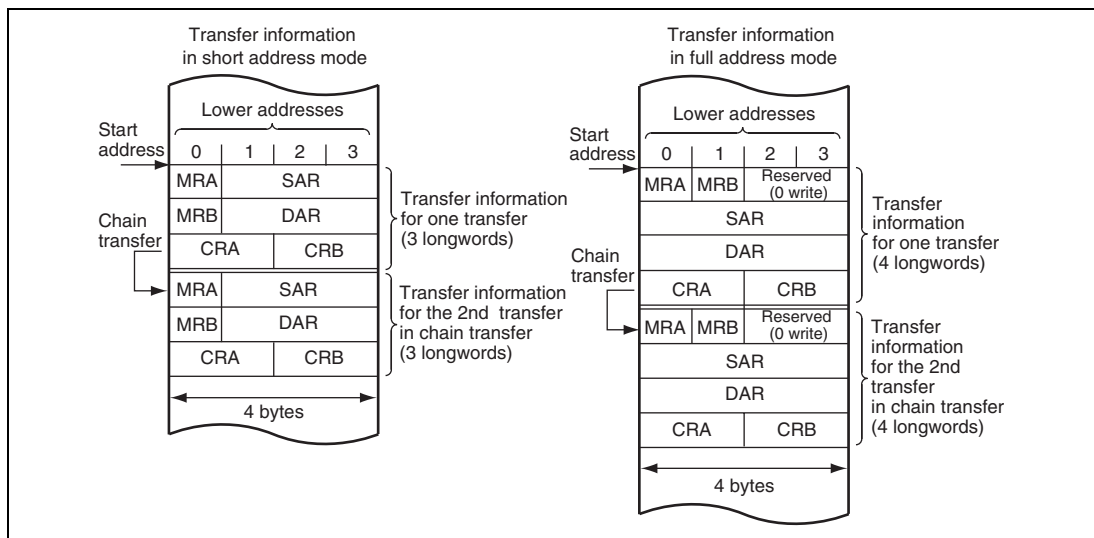 Transfer information
in short address mode
Lower addresses
Start
address
0 1 2 3
MRA SAR
MRB DAR
CRA CRB
Transfer information
for one transfer
(3 longwords)
Chain
transfer
MRA SAR
MRB DAR
CRA CRB
Transfer information
for the 2nd transfer
in chain transfer
(3 longwords)
4 bytes
Transfer information
in full address mode
Lower addresses
Start
address
0 1 2 3
MRA MRB Reserved
(0 write)
SAR
DAR
CRA CRB
Transfer
information
for one transfer
(4 longwords)
Chain
transfer
MRA MRB Reserved
(0 write)
SAR
DAR
CRA CRB
Transfer
information
for the 2nd
transfer
in chain transfer
(4 longwords)
4 bytes